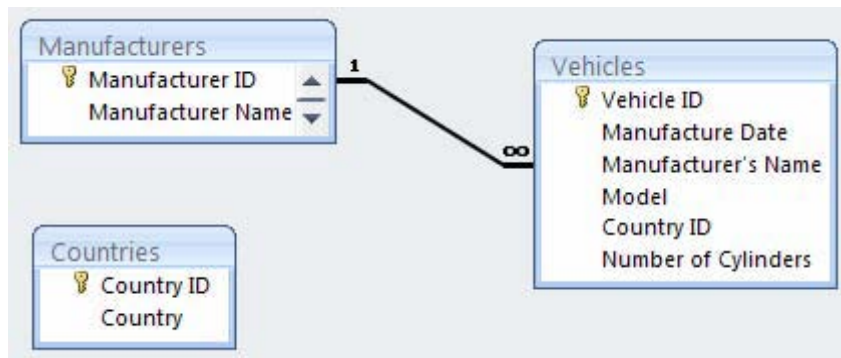 Manufacturers
Manufacturer ID
Manufacturer Name
1
∞
Vehicles
Vehicle ID
Manufacture Date
Manufacturer's Name
Model
Country ID
Number of Cylinders
Countries
Country ID
Country